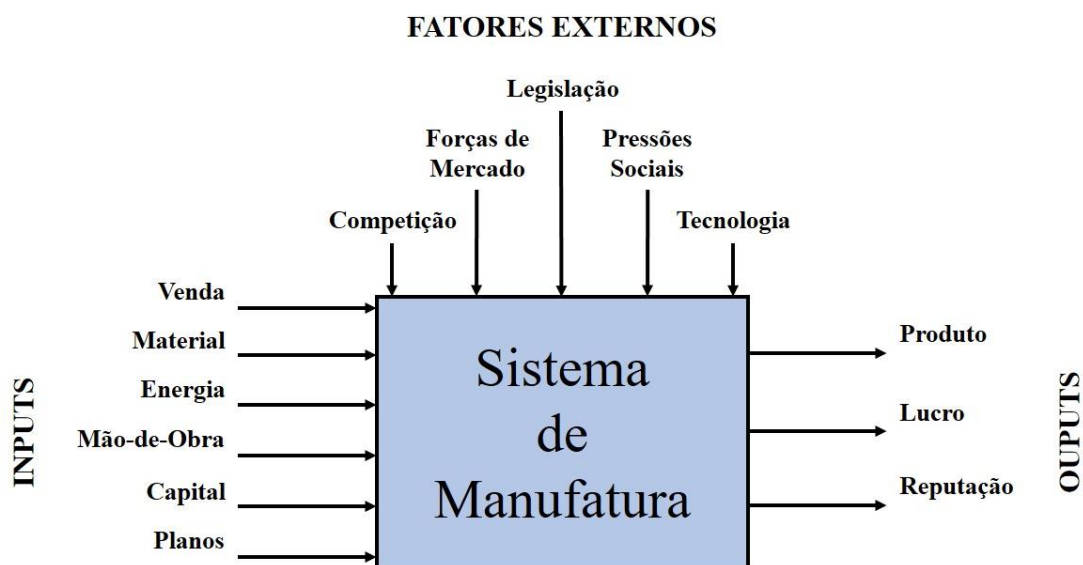 FATORES EXTERNOS
Legislação
Forças de
Mercado
Pressões
Sociais
Competição
Tecnologia
INPUTS
Venda
Material
Energia
Mão-de-Obra
Capital
Planos
Sistema
de
Manufatura
Produto
Lucro
Reputação
OUPUTS